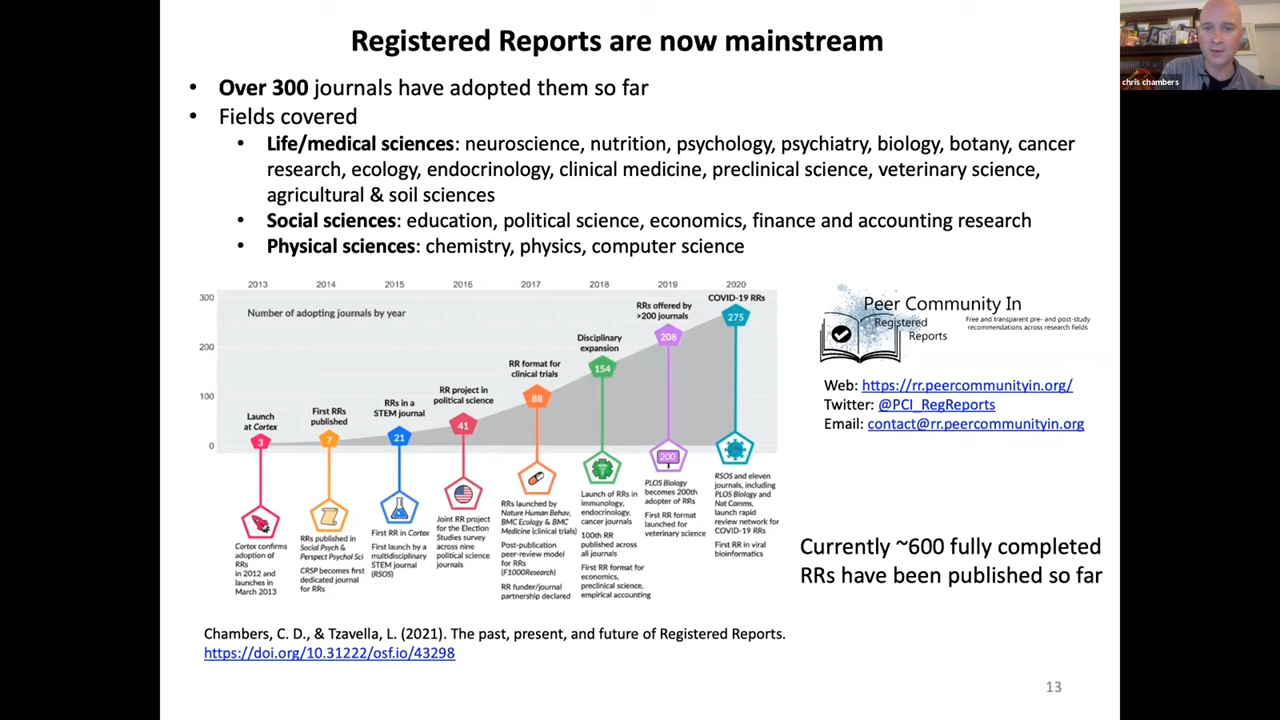 Registered Reports are now mainstream
chris chambers
• Over 300 journals have adopted them so far
• Fields covered
• Life/medical sciences: neuroscience, nutrition, psychology, psychiatry, biology, botany, cancer
research, ecology, endocrinology, clinical medicine, preclinical science, veterinary science,
agricultural & soil sciences
• Social sciences: education, political science, economics, finance and accounting research
• Physical sciences: chemistry, physics, computer science
2013 2014 2015 2016 2017 2018 2019 2020
300
200
100
0
Number of adopting journals by year
Launch
at Cortex
3
First RRs
published
7
RRs in a
STEM journal
21
RR project in
political science
41
RR format for
clinical trials
88
Disciplinary
expansion
154
RRs offered by
>200 journals
208
COVID-19 RRs
275
200
Cortex confirms
adoption of
RRs
in 2012 and
launches in
March 2013
RRs published in
Social Psych &
Perspect Psychol Sci
CRSP becomes first
dedicated journal
for RRs
First RR in Cortex
First launch by a
multidisciplinary
STEM journal
(RSOS)
Joint RR project
for the Election
Studies survey
across nine
political science
journals
RRs launched by
Nature Human Behav,
BMC Ecology & BMC
Medicine (clinical trials)
Post-publication
peer-review model
for RRs
(F1000Research)
RR funder/journal
partnership declared
Launch of RRs in
immunology,
endocrinology,
cancer journals
100th RR
published across
all journals
First RR format for
economics,
preclinical science,
empirical accounting
PLOS Biology
becomes 200th
adopter of RRs
First RR format
launched for
veterinary science
RSOS and eleven
journals, including
PLOS Biology and
Nat Comms,
launch rapid
review network for
COVID-19 RRs
First RR in viral
bioinformatics
Peer Community In
Registered
Reports
Free and transparent pre- and post-study
recommendations across research fields
Web: https://rr.peercommunityin.org/
Twitter: @PCI_RegReports
Email: contact@rr.peercommunityin.org
Currently ~600 fully completed
RRs have been published so far
Chambers, C. D., & Tzavella, L. (2021). The past, present, and future of Registered Reports.
https://doi.org/10.31222/osf.io/43298
13